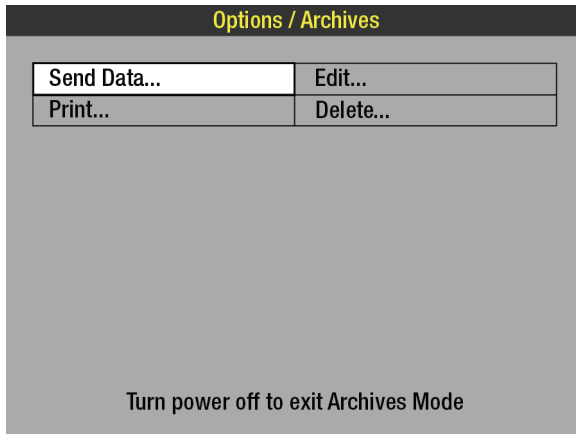 Options / Archives
Send Data... Edit...
Print... Delete...
Turn power off to exit Archives Mode